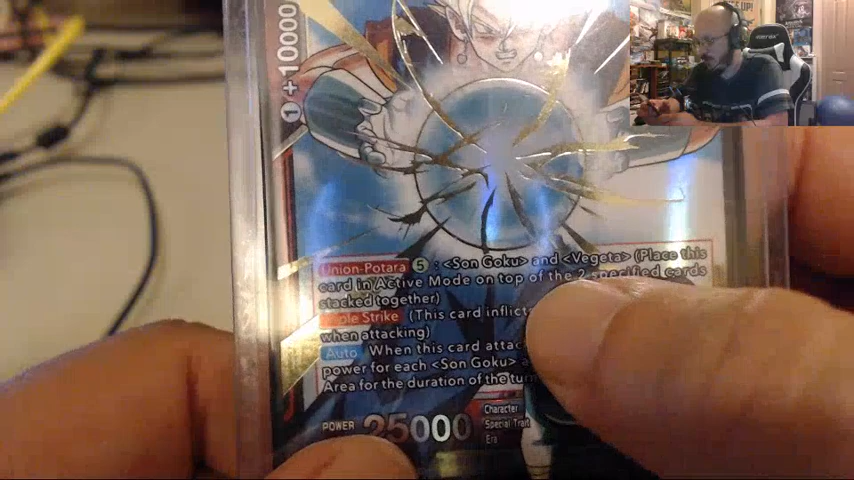 1 +10000
Union-Potara 5 : <Son Goku> and <Vegeta> (Place this
card in Active Mode on top of the 2 specified cards
stacked together)
ple Strike (This card inflict
when attacking)
Auto When this card attac
power for each <Son Goku>
Area for the duration of the turn
POWER 25000
Character
Special Trait
Era